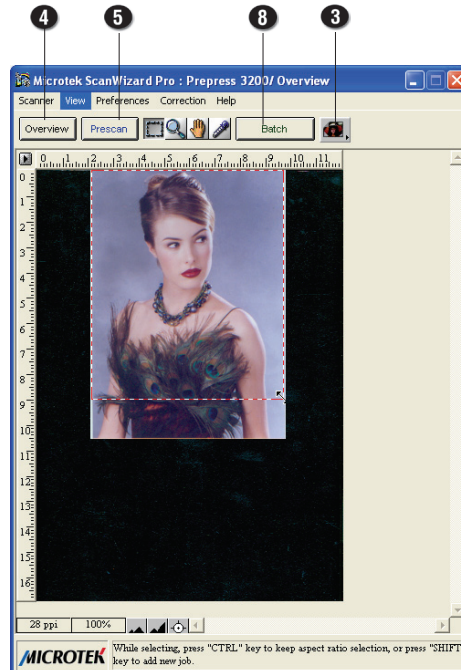 4 5 8 3
Microtek ScanWizard Pro : Prepress 3200/ Overview
Scanner View Preferences Correction Help
Overview Prescan Batch
0 1 2 3 4 5 6 7 8 9 10 11
0
1
2
3
4
5
6
7
8
9
10
11
12
13
14
15
16
28 ppi 100%
MICROTEK While selecting, press "CTRL" key to keep aspect ratio selection, or press "SHIFT
key to add new job.